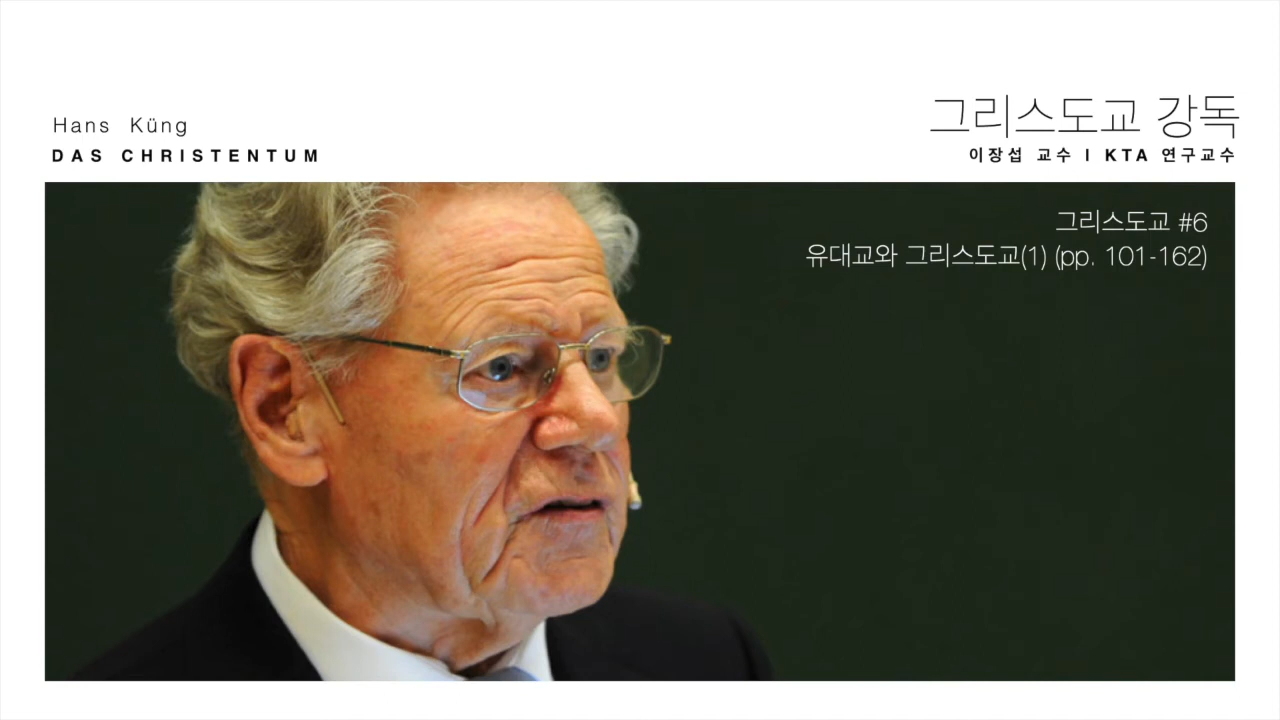 Hans Küng
DAS CHRISTENTUM
그리스도교 강독
이장섭 교수 I KTA 연구교수
그리스도교 #6
유대교와 그리스도교(1) (pp. 101-162)